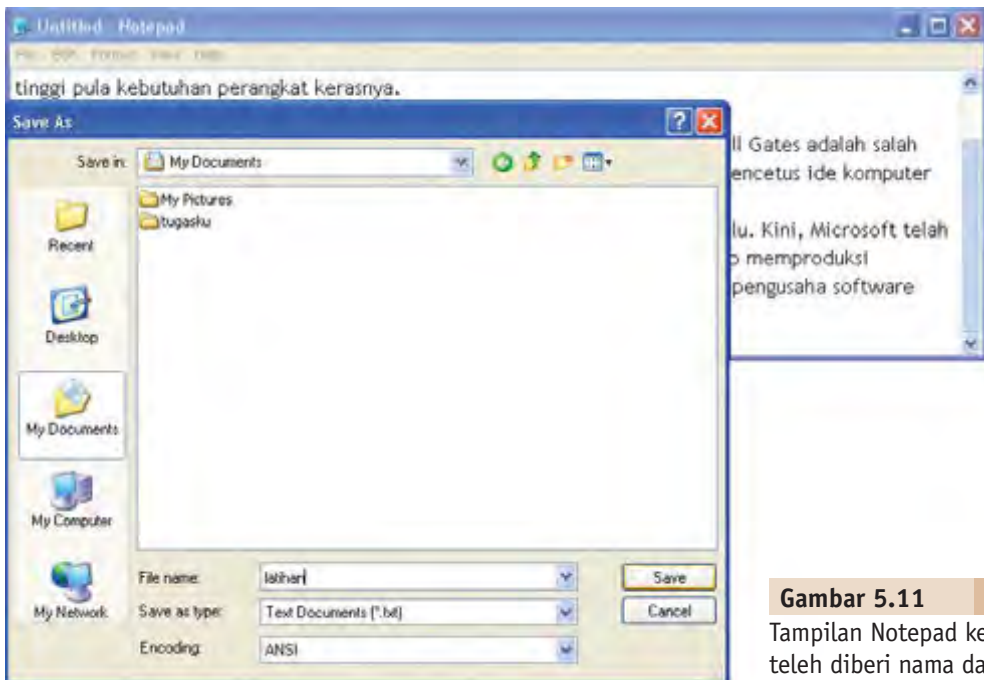 Untitled - Notepad
File Edit Format View Help
tinggi pula kebutuhan perangkat kerasnya.
Save As
ll Gates adalah salah
encetus ide komputer
lu. Kini, Microsoft telah
memproduksi
pengusaha software
Save in: My Documents
My Pictures
tugasku
Recent
Desktop
My Documents
My Computer
My Network
File name: latihan
Save
Save as type: Text Documents (*.txt)
Cancel
Encoding: ANSI
Gambar 5.11
Tampilan Notepad ke
teleh diberi nama da